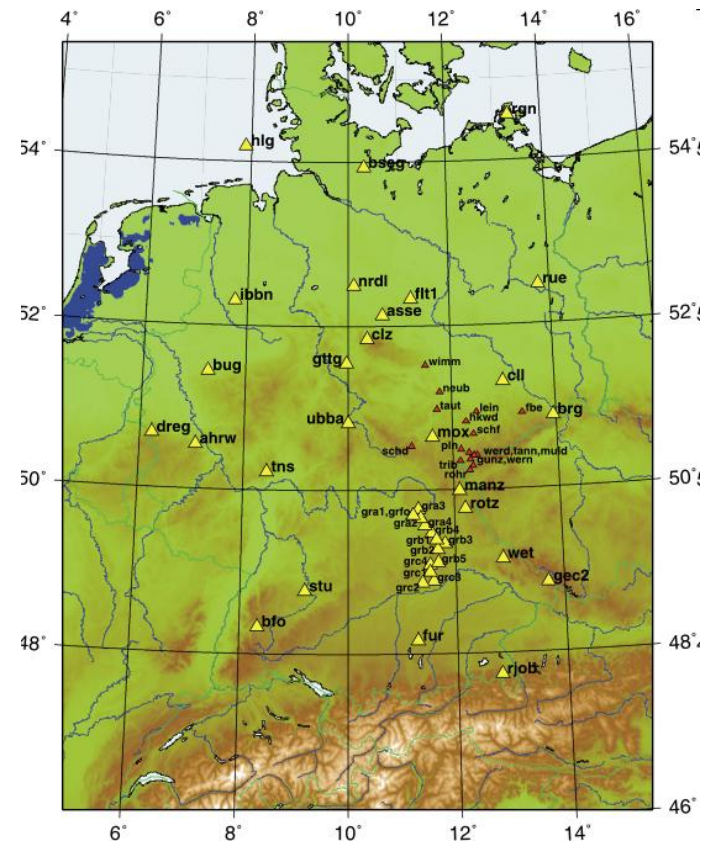 4° 6° 8° 10° 12° 14° 16°
rgn
hlg
54° 54°
bseg
nrdl rue
ibbn flt1
52° asse 52°
clz
gttg wimm
bug cll
neub
taut lein fbe brg
ubba hkwd
dreg mox schf
ahrw schd pln werd,tann,muld
tns trib gunz,wern
50° rohr 50°
manz
gra3 rotz
gra1,grfo
gra2 gra4
grb4
grb1 grb3
grb2 wet
grc4 grb5
grc1 gec2
stu grc2 grc3
bfo
48° fur 48°
rjob
46°
6° 8° 10° 12° 14°